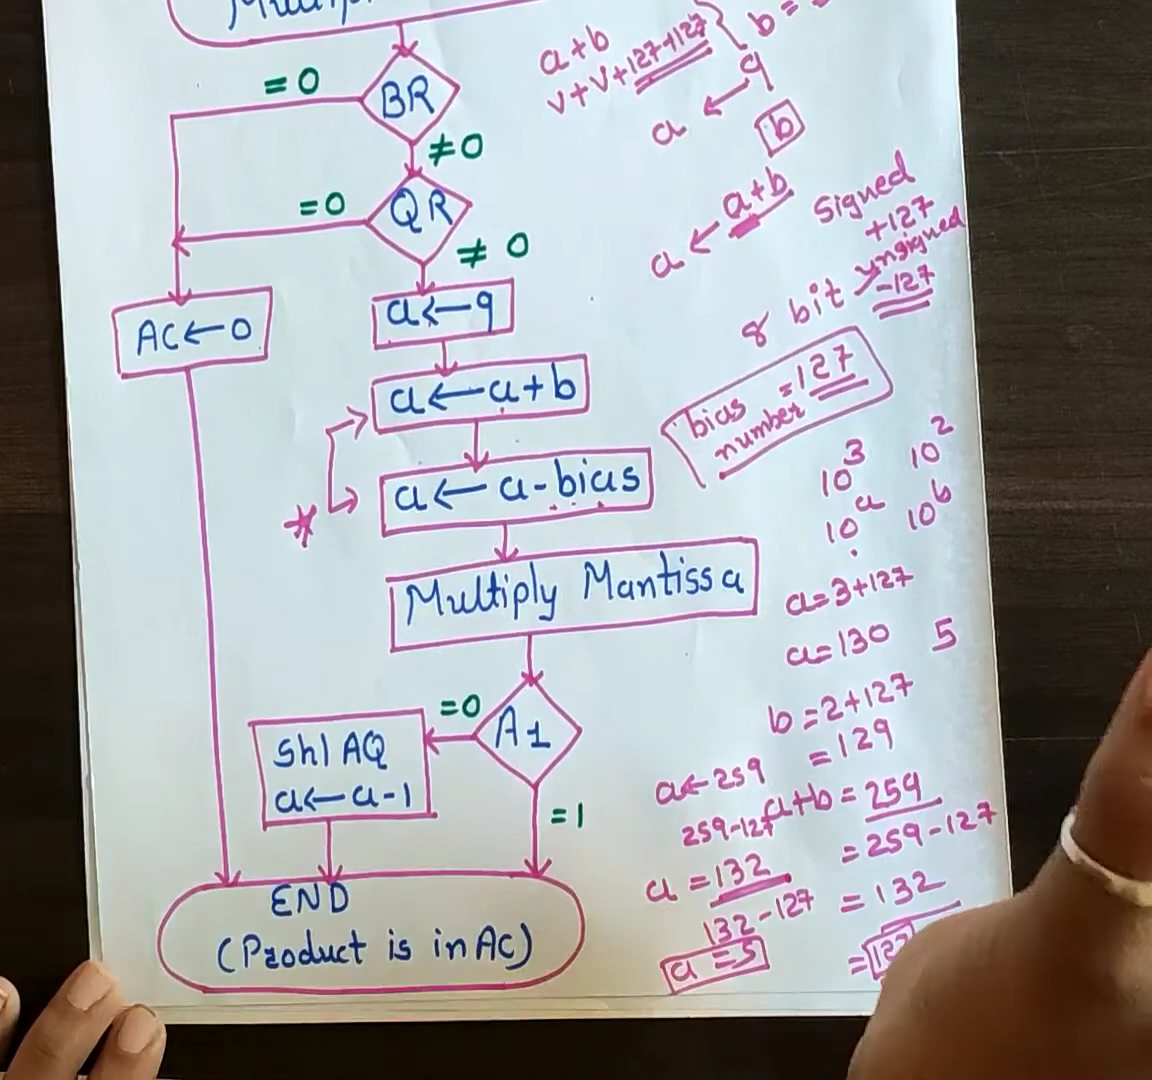 = 0
BR
≠0
= 0
QR
≠ 0
AC←0
a←q
a←a+b
a←a-bias
*
Multiply Mantissa
=0
A1
Shl AQ
a←a-1
=1
END
(Product is in AC)
b =
a+b
v+v+127+127
q
a ←
b
a ← a+b
Signed
+127
unsigned
-127
8 bit
bias
number = 127
10^3 10^2
10^a 10^b
a=3+127
a=130 5
b=2+127
=129
a←259
a+b=259
259-127
=259-127
a=132
=132
132-127
a=5